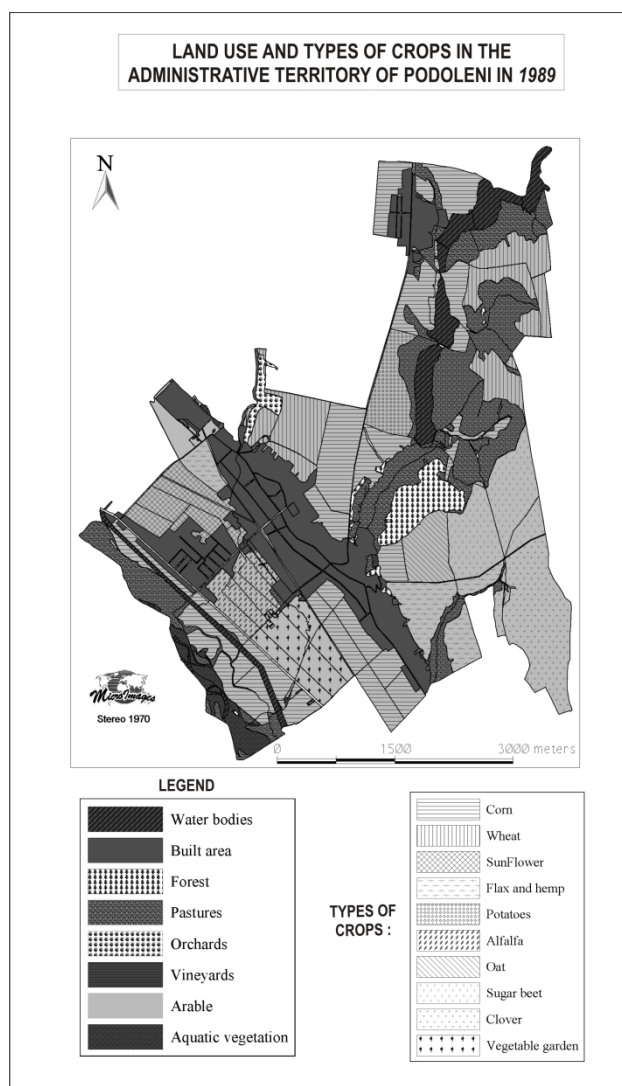 LAND USE AND TYPES OF CROPS IN THE
ADMINISTRATIVE TERRITORY OF PODOLENI IN 1989
N
MicroImages
Stereo 1970
0 1500 3000 meters
LEGEND
Water bodies
Built area
Forest
Pastures
Orchards
Vineyards
Arable
Aquatic vegetation
TYPES OF
CROPS :
Corn
Wheat
SunFlower
Flax and hemp
Potatoes
Alfalfa
Oat
Sugar beet
Clover
Vegetable garden